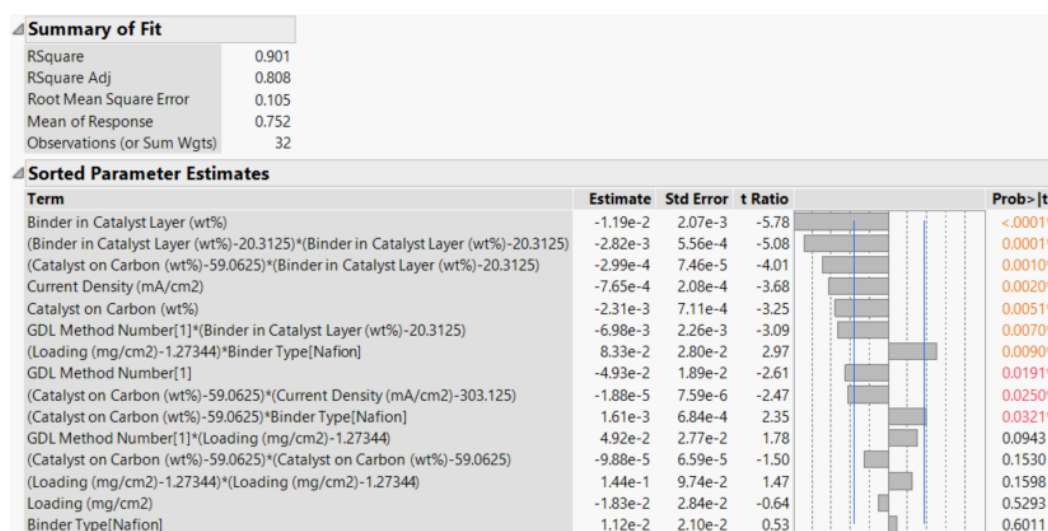 Summary of Fit
RSquare 0.901
RSquare Adj 0.808
Root Mean Square Error 0.105
Mean of Response 0.752
Observations (or Sum Wgts) 32
Sorted Parameter Estimates
Term Estimate Std Error t Ratio Prob>|t
Binder in Catalyst Layer (wt%) -1.19e-2 2.07e-3 -5.78 <.0001*
(Binder in Catalyst Layer (wt%)-20.3125)*(Binder in Catalyst Layer (wt%)-20.3125) -2.82e-3 5.56e-4 -5.08 0.0001*
(Catalyst on Carbon (wt%)-59.0625)*(Binder in Catalyst Layer (wt%)-20.3125) -2.99e-4 7.46e-5 -4.01 0.0010*
Current Density (mA/cm2) -7.65e-4 2.08e-4 -3.68 0.0020*
Catalyst on Carbon (wt%) -2.31e-3 7.11e-4 -3.25 0.0051*
GDL Method Number[1]*(Binder in Catalyst Layer (wt%)-20.3125) -6.98e-3 2.26e-3 -3.09 0.0070*
(Loading (mg/cm2)-1.27344)*Binder Type[Nafion] 8.33e-2 2.80e-2 2.97 0.0090*
GDL Method Number[1] -4.93e-2 1.89e-2 -2.61 0.0191*
(Catalyst on Carbon (wt%)-59.0625)*(Current Density (mA/cm2)-303.125) -1.88e-5 7.59e-6 -2.47 0.0250*
(Catalyst on Carbon (wt%)-59.0625)*Binder Type[Nafion] 1.61e-3 6.84e-4 2.35 0.0321*
GDL Method Number[1]*(Loading (mg/cm2)-1.27344) 4.92e-2 2.77e-2 1.78 0.0943
(Catalyst on Carbon (wt%)-59.0625)*(Catalyst on Carbon (wt%)-59.0625) -9.88e-5 6.59e-5 -1.50 0.1530
(Loading (mg/cm2)-1.27344)*(Loading (mg/cm2)-1.27344) 1.44e-1 9.74e-2 1.47 0.1598
Loading (mg/cm2) -1.83e-2 2.84e-2 -0.64 0.5293
Binder Type[Nafion] 1.12e-2 2.10e-2 0.53 0.6011